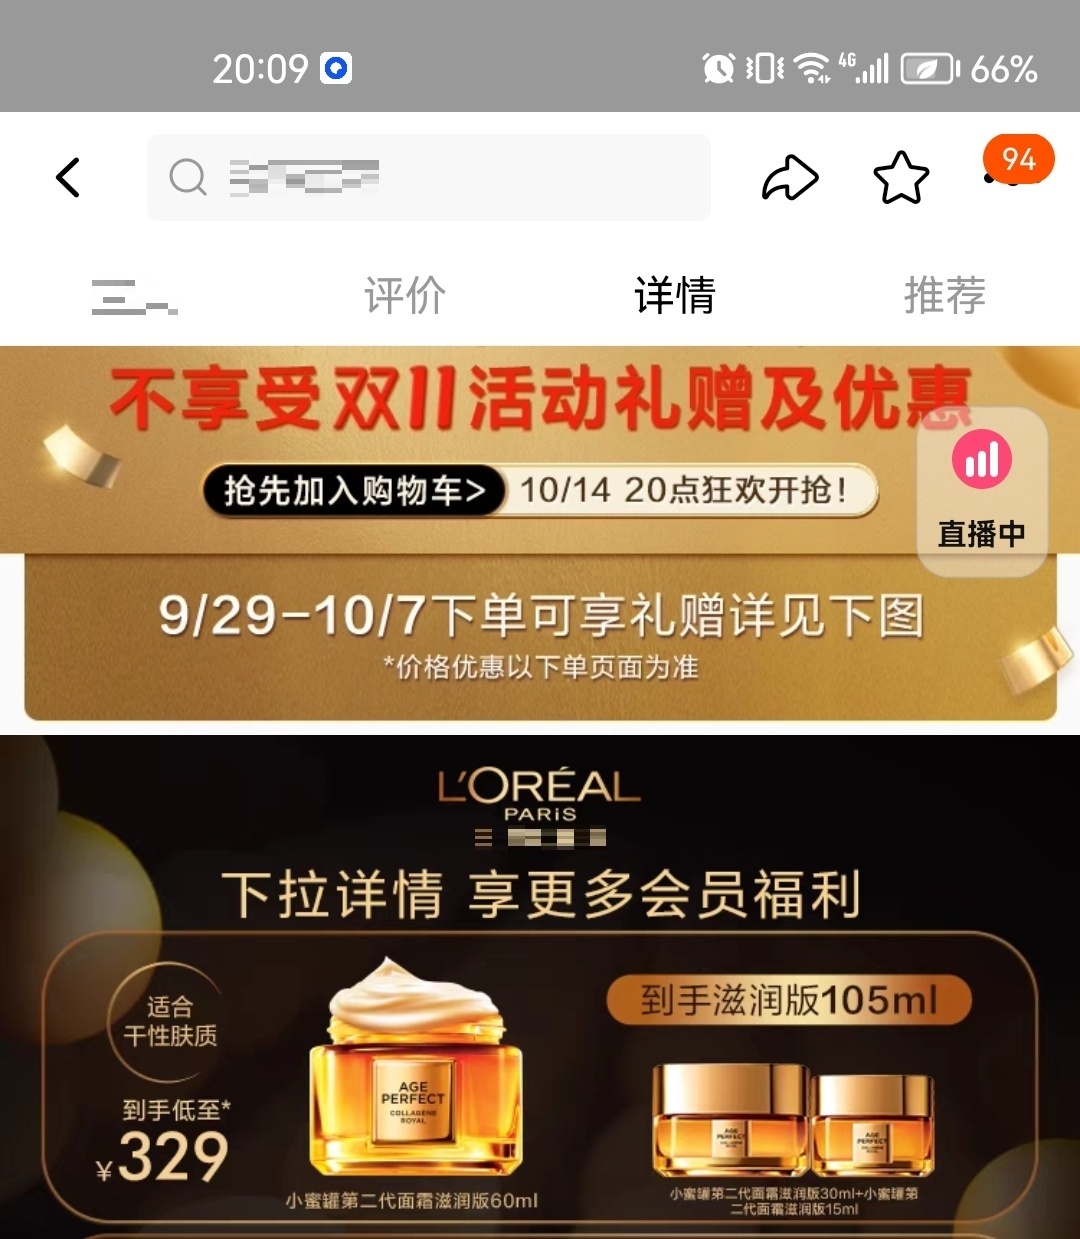 20:09
4G
66%
94
评价
详情
推荐
不享受双11活动礼赠及优惠
抢先加入购物车>
10/14 20点狂欢开抢!
直播中
9/29-10/7下单可享礼赠详见下图
*价格优惠以下单页面为准
L'ORÉAL
PARIS
下拉详情 享更多会员福利
适合
干性肤质
到手低至*
¥329
AGE
PERFECT
COLLAGENE
ROYAL
小蜜罐第二代面霜滋润版60ml
到手滋润版105ml
AGE
PERFECT
AGE
PERFECT
小蜜罐第二代面霜滋润版30ml+小蜜罐第
二代面霜滋润版15ml